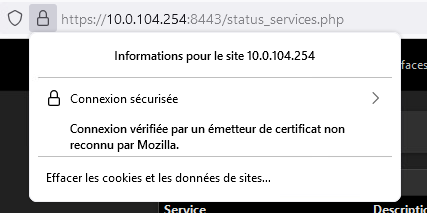 https://10.0.104.254:8443/status_services.php
Informations pour le site 10.0.104.254
faces
Connexion sécurisée
Connexion vérifiée par un émetteur de certificat non
reconnu par Mozilla.
Effacer les cookies et les données de sites...
Service Descripti